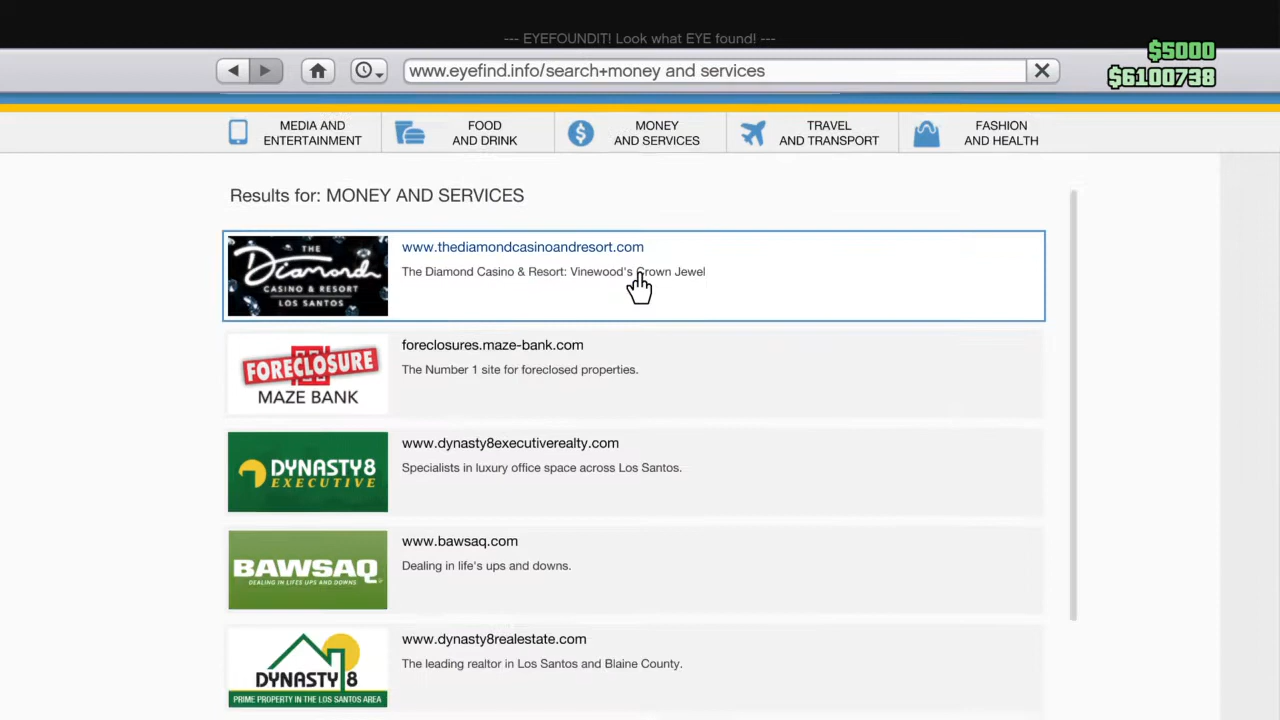 --- EYEFOUNDIT! Look what EYE found! ---
$5000
$6100738
www.eyefind.info/search+money and services
MEDIA AND
ENTERTAINMENT
FOOD
AND DRINK
MONEY
AND SERVICES
TRAVEL
AND TRANSPORT
FASHION
AND HEALTH
Results for: MONEY AND SERVICES
THE
Diamond
CASINO & RESORT
LOS SANTOS
www.thediamondcasinoandresort.com
The Diamond Casino & Resort: Vinewood's Crown Jewel
FORECLOSURE
MAZE BANK
foreclosures.maze-bank.com
The Number 1 site for foreclosed properties.
DYNASTY8
EXECUTIVE
www.dynasty8executiverealty.com
Specialists in luxury office space across Los Santos.
BAWSAQ
DEALING IN LIFE'S UPS AND DOWNS
www.bawsaq.com
Dealing in life's ups and downs.
DYNASTY 8
PRIME PROPERTY IN THE LOS SANTOS AREA
www.dynasty8realestate.com
The leading realtor in Los Santos and Blaine County.